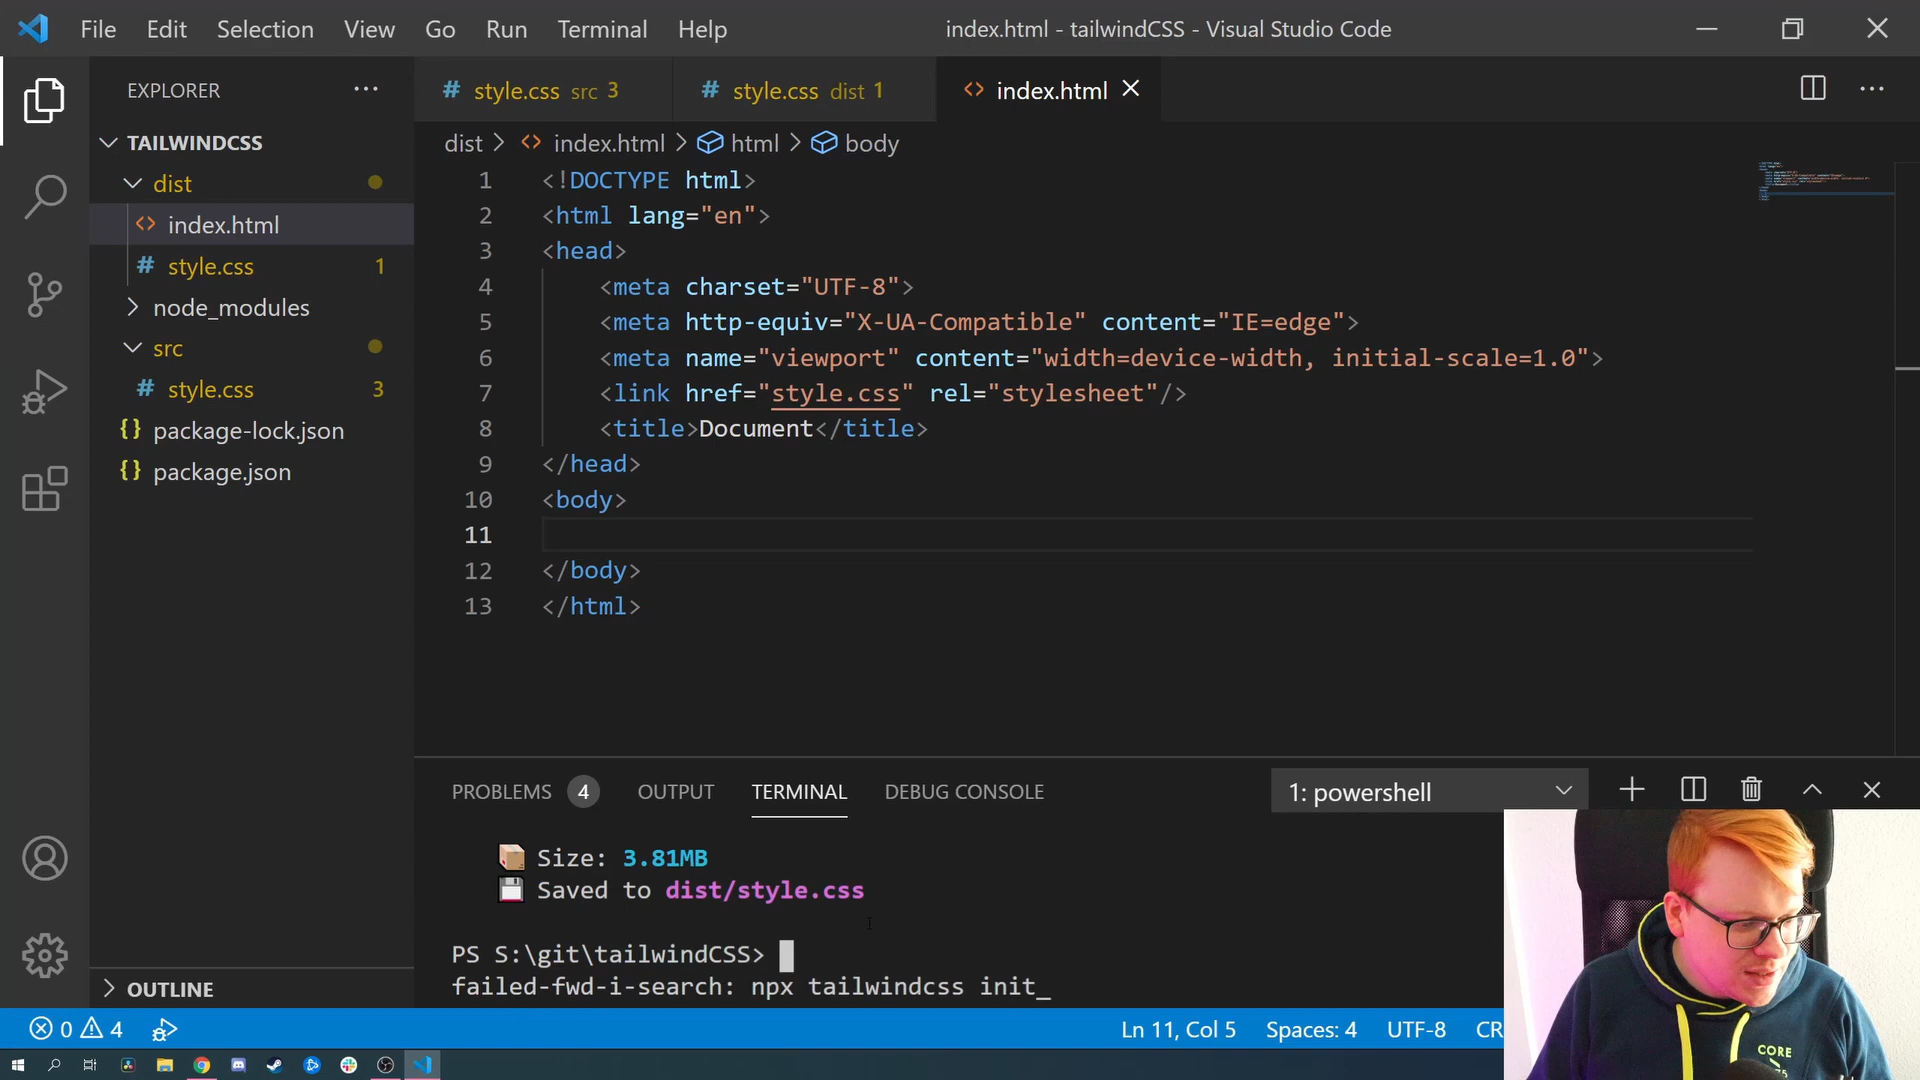 File Edit Selection View Go Run Terminal Help
index.html - tailwindCSS - Visual Studio Code
EXPLORER
TAILWINDCSS
dist
index.html
style.css 1
node_modules
src
style.css 3
package-lock.json
package.json
OUTLINE
style.css src 3
style.css dist 1
index.html
dist > index.html > html > body
1 <!DOCTYPE html>
2 <html lang="en">
3 <head>
4 <meta charset="UTF-8">
5 <meta http-equiv="X-UA-Compatible" content="IE=edge">
6 <meta name="viewport" content="width=device-width, initial-scale=1.0">
7 <link href="style.css" rel="stylesheet"/>
8 <title>Document</title>
9 </head>
10 <body>
11
12 </body>
13 </html>
PROBLEMS 4 OUTPUT TERMINAL DEBUG CONSOLE
1: powershell
Size: 3.81MB
Saved to dist/style.css
PS S:\git\tailwindCSS>
failed-fwd-i-search: npx tailwindcss init_
0 4
Ln 11, Col 5 Spaces: 4 UTF-8 CR
CORE